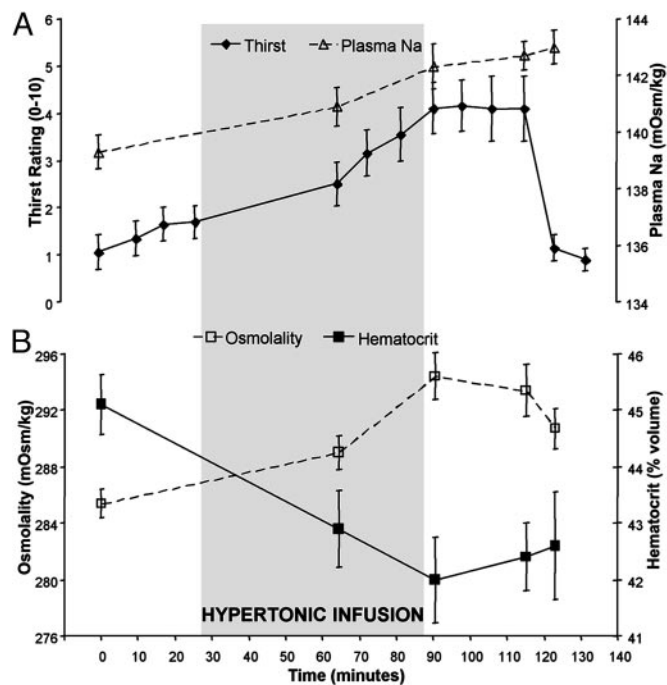 A
Thirst
Plasma Na
Thirst Rating (0-10)
6
5
4
3
2
1
0
144
142
140
138
136
134
Plasma Na (mOsm/kg)
B
Osmolality
Hematocrit
Osmolality (mOsm/kg)
296
292
288
284
280
276
46
45
44
43
42
41
Hematocrit (% volume)
HYPERTONIC INFUSION
0 10 20 30 40 50 60 70 80 90 100 110 120 130 140
Time (minutes)